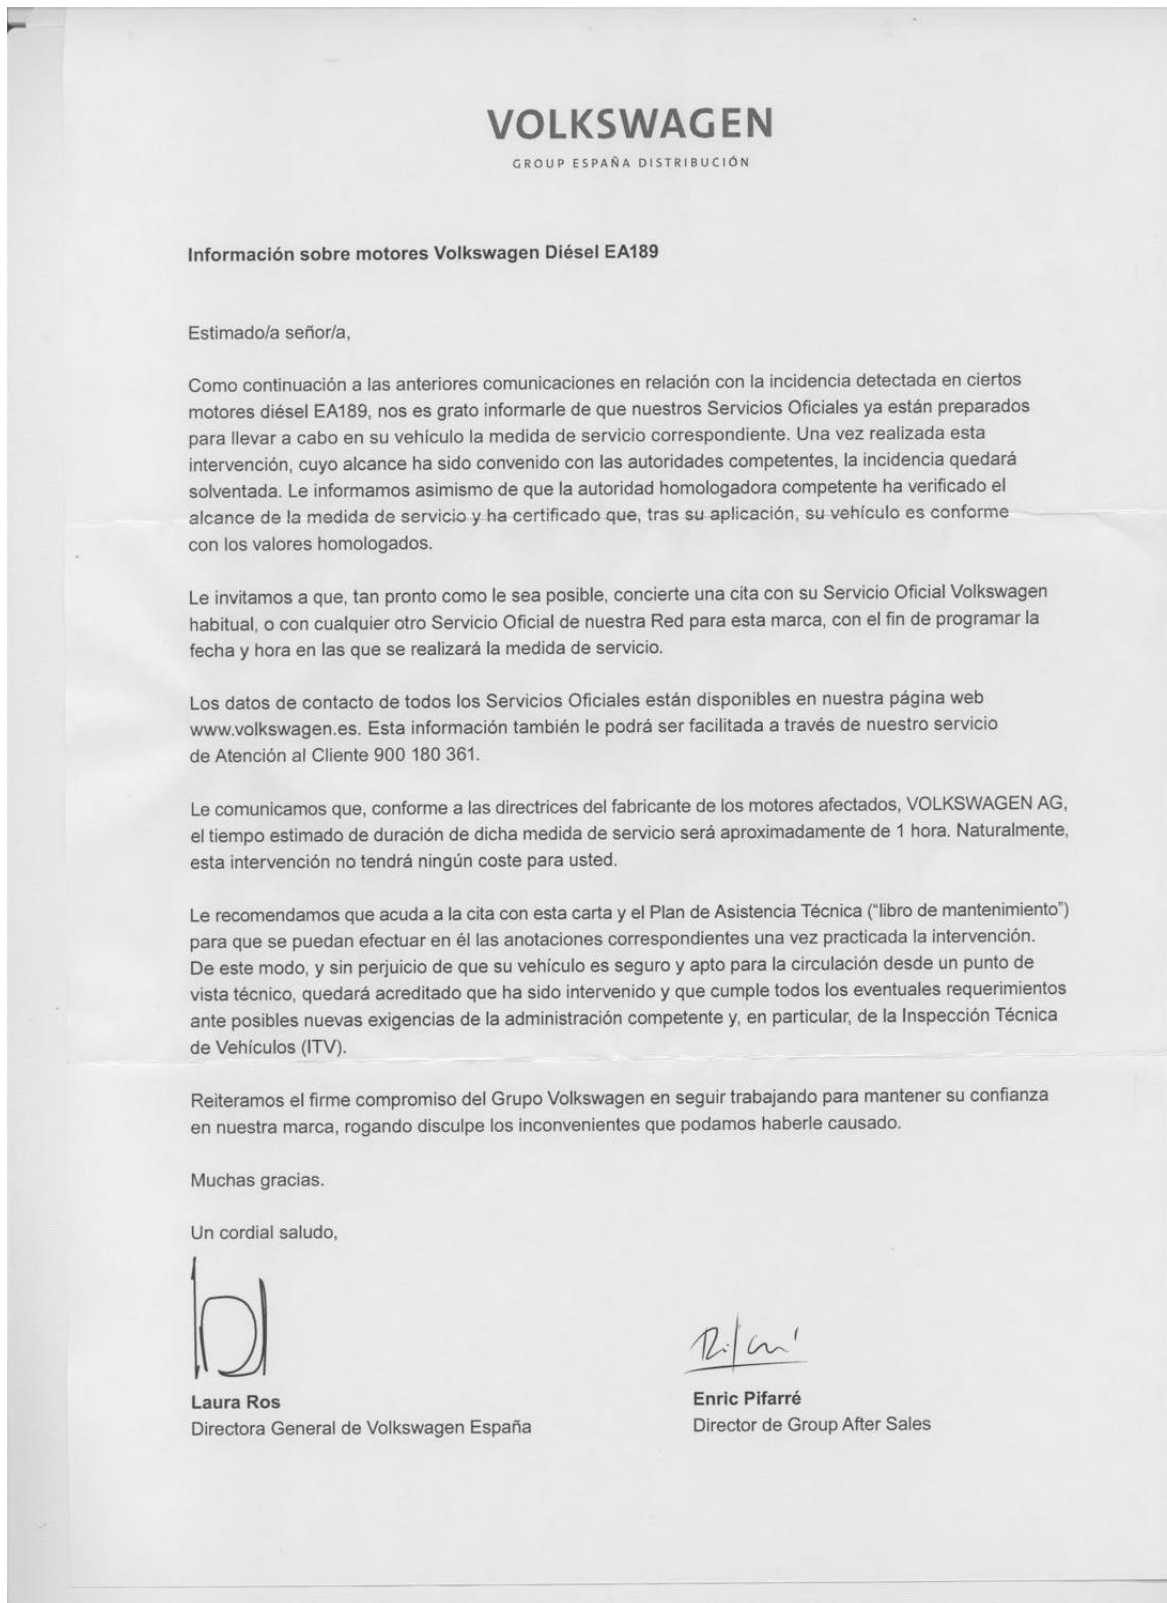 VOLKSWAGEN
GROUP ESPAÑA DISTRIBUCIÓN
Información sobre motores Volkswagen Diésel EA189
Estimado/a señor/a,
Como continuación a las anteriores comunicaciones en relación con la incidencia detectada en ciertos
motores diésel EA189, nos es grato informarle de que nuestros Servicios Oficiales ya están preparados
para llevar a cabo en su vehículo la medida de servicio correspondiente. Una vez realizada esta
intervención, cuyo alcance ha sido convenido con las autoridades competentes, la incidencia quedará
solventada. Le informamos asimismo de que la autoridad homologadora competente ha verificado el
alcance de la medida de servicio y ha certificado que, tras su aplicación, su vehículo es conforme
con los valores homologados.
Le invitamos a que, tan pronto como le sea posible, concierte una cita con su Servicio Oficial Volkswagen
habitual, o con cualquier otro Servicio Oficial de nuestra Red para esta marca, con el fin de programar la
fecha y hora en las que se realizará la medida de servicio.
Los datos de contacto de todos los Servicios Oficiales están disponibles en nuestra página web
www.volkswagen.es. Esta información también le podrá ser facilitada a través de nuestro servicio
de Atención al Cliente 900 180 361.
Le comunicamos que, conforme a las directrices del fabricante de los motores afectados, VOLKSWAGEN AG,
el tiempo estimado de duración de dicha medida de servicio será aproximadamente de 1 hora. Naturalmente,
esta intervención no tendrá ningún coste para usted.
Le recomendamos que acuda a la cita con esta carta y el Plan de Asistencia Técnica (“libro de mantenimiento”)
para que se puedan efectuar en él las anotaciones correspondientes una vez practicada la intervención.
De este modo, y sin perjuicio de que su vehículo es seguro y apto para la circulación desde un punto de
vista técnico, quedará acreditado que ha sido intervenido y que cumple todos los eventuales requerimientos
ante posibles nuevas exigencias de la administración competente y, en particular, de la Inspección Técnica
de Vehículos (ITV).
Reiteramos el firme compromiso del Grupo Volkswagen en seguir trabajando para mantener su confianza
en nuestra marca, rogando disculpe los inconvenientes que podamos haberle causado.
Muchas gracias.
Un cordial saludo,
Laura Ros
Directora General de Volkswagen España
Enric Pifarré
Director de Group After Sales